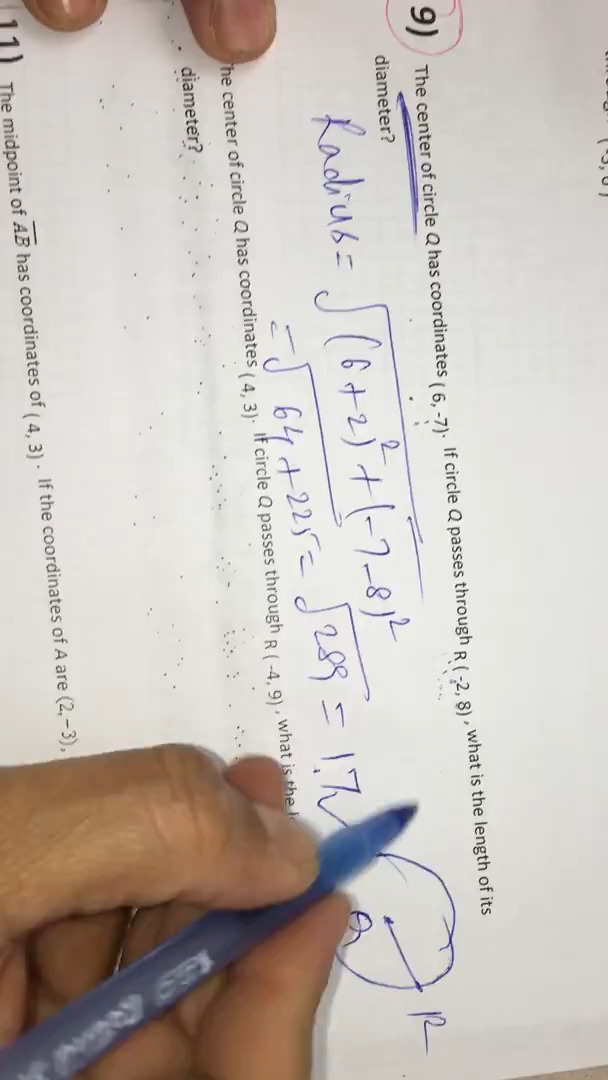 -3, 0)
9) The center of circle Q has coordinates (6, -7). If circle Q passes through R (-2, 8), what is the length of its
diameter?
Radius = √(6+2)² + (-7-8)²
= √64+225 = √289 = 17
Q
R
he center of circle Q has coordinates (4, 3). If circle Q passes through R (-4, 9), what is the l
diameter?
11) The midpoint of AB has coordinates of (4, 3). If the coordinates of A are (2, -3),